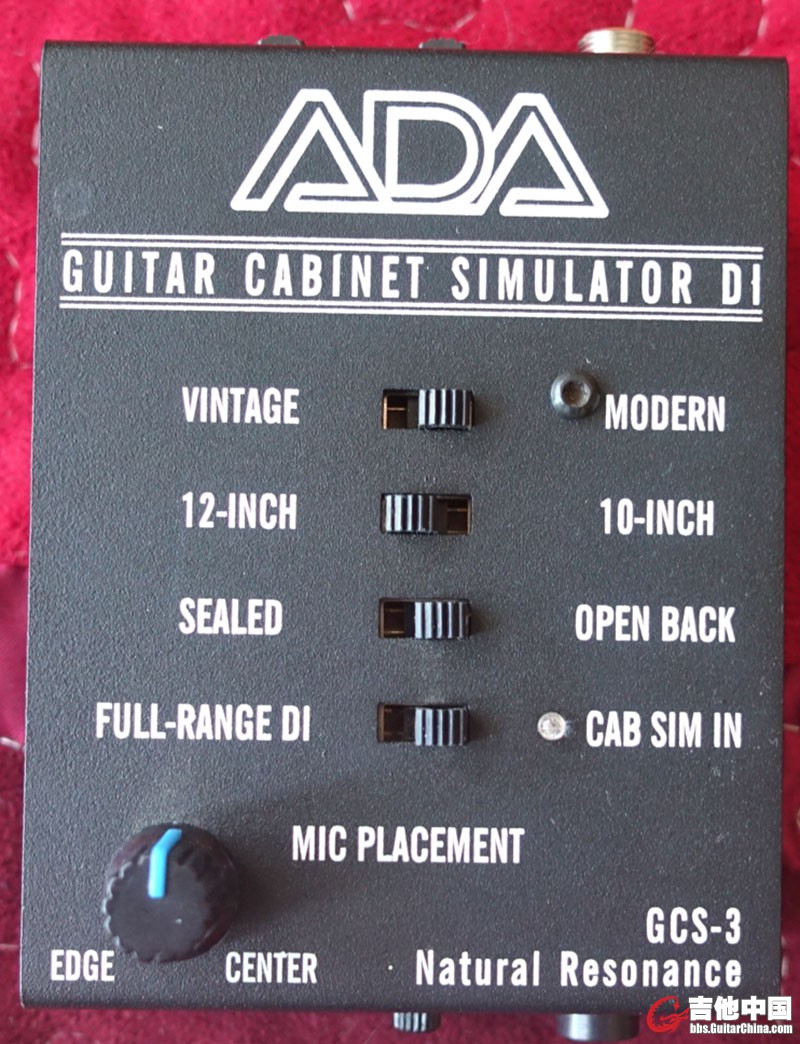 ADA
GUITAR CABINET SIMULATOR DI
VINTAGE MODERN
12-INCH 10-INCH
SEALED OPEN BACK
FULL-RANGE DI CAB SIM IN
MIC PLACEMENT
EDGE CENTER
GCS-3
Natural Resonance
吉他中国
bbs.GuitarChina.com